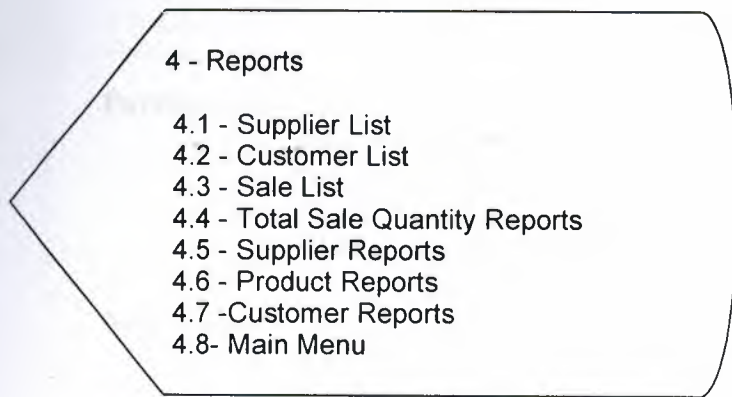 4 - Reports
4.1 - Supplier List
4.2 - Customer List
4.3 - Sale List
4.4 - Total Sale Quantity Reports
4.5 - Supplier Reports
4.6 - Product Reports
4.7 -Customer Reports
4.8- Main Menu